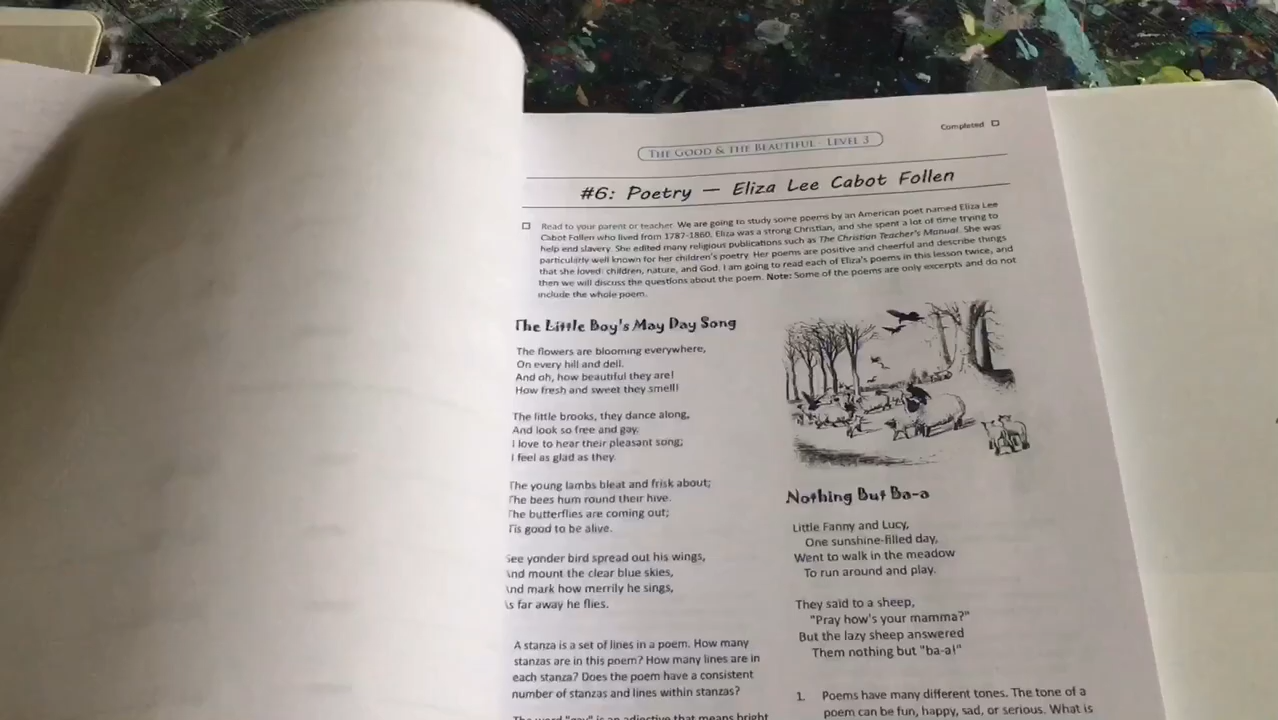 Completed
THE GOOD & THE BEAUTIFUL - LEVEL 3
#6: Poetry — Eliza Lee Cabot Follen
Read to your parent or teacher. We are going to study some poems by an American poet named Eliza Lee
Cabot Follen who lived from 1787-1860. Eliza was a strong Christian, and she spent a lot of time trying to
help end slavery. She edited many religious publications such as The Christian Teacher's Manual. She was
particularly well known for her children's poetry. Her poems are positive and cheerful and describe things
that she loved: children, nature, and God. I am going to read each of Eliza's poems in this lesson twice, and
then we will discuss the questions about the poem. Note: Some of the poems are only excerpts and do not
include the whole poem.
The Little Boy's May Day Song
The flowers are blooming everywhere,
On every hill and dell.
And oh, how beautiful they are!
How fresh and sweet they smell!
The little brooks, they dance along,
And look so free and gay.
I love to hear their pleasant song;
I feel as glad as they.
The young lambs bleat and frisk about;
The bees hum round their hive.
The butterflies are coming out;
Tis good to be alive.
See yonder bird spread out his wings,
And mount the clear blue skies,
And mark how merrily he sings,
As far away he flies.
A stanza is a set of lines in a poem. How many
stanzas are in this poem? How many lines are in
each stanza? Does the poem have a consistent
number of stanzas and lines within stanzas?
The word "gay" is an adjective that means bright
Nothing But Ba-a
Little Fanny and Lucy,
One sunshine-filled day,
Went to walk in the meadow
To run around and play.
They said to a sheep,
"Pray how's your mamma?"
But the lazy sheep answered
Them nothing but "ba-a!"
1. Poems have many different tones. The tone of a
poem can be fun, happy, sad, or serious. What is